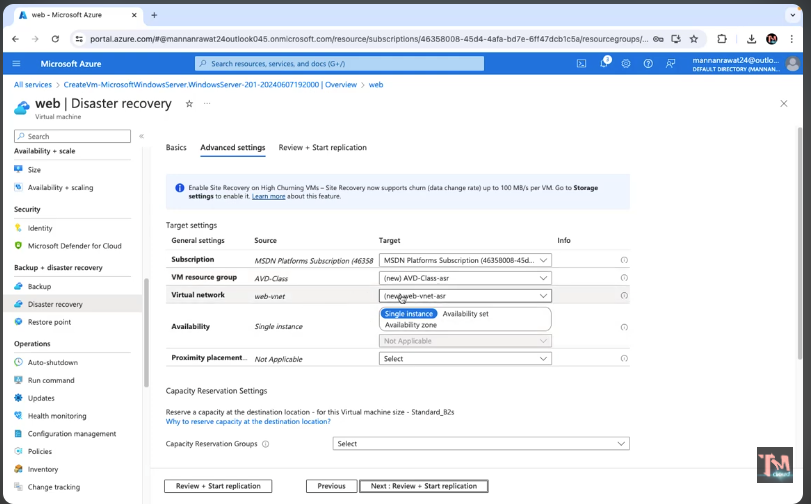 web - Microsoft Azure
portal.azure.com/#@mannanrawat24outlook045.onmicrosoft.com/resource/subscriptions/46358008-45d4-4afa-bd7e-6ff47dcb1c5a/resourcegroups/...
Microsoft Azure
Search resources, services, and docs (G+/)
3
mannanrawat24@outlo...
DEFAULT DIRECTORY (MANNAN...
All services > CreateVm-MicrosoftWindowsServer.WindowsServer-201-20240607192000 | Overview > web
web | Disaster recovery
Virtual machine
Search
Availability + scale
Size
Availability + scaling
Security
Identity
Microsoft Defender for Cloud
Backup + disaster recovery
Backup
Disaster recovery
Restore point
Operations
Auto-shutdown
Run command
Updates
Health monitoring
Configuration management
Policies
Inventory
Change tracking
Basics Advanced settings Review + Start replication
Enable Site Recovery on High Churning VMs – Site Recovery now supports churn (data change rate) up to 100 MB/s per VM. Go to Storage
settings to enable it. Learn more about this feature.
Target settings
General settings Source Target Info
Subscription MSDN Platforms Subscription (46358 MSDN Platforms Subscription (46358008-45d...
VM resource group AVD-Class (new) AVD-Class-asr
Virtual network web-vnet (new) web-vnet-asr
Availability Single instance Single instance Availability set
Availability zone
Not Applicable
Proximity placement... Not Applicable Select
Capacity Reservation Settings
Reserve a capacity at the destination location - for this Virtual machine size - Standard_B2s
Why to reserve capacity at the destination location?
Capacity Reservation Groups Select
Review + Start replication Previous Next : Review + Start replication
TM